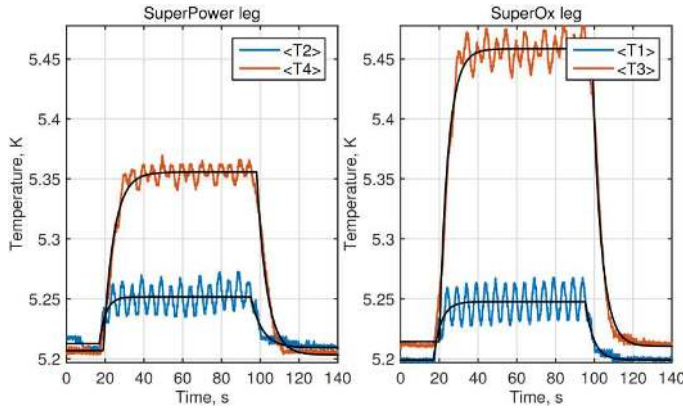 SuperPower leg
SuperOx leg
<T2>
<T4>
<T1>
<T3>
Temperature, K
5.45
5.4
5.35
5.3
5.25
5.2
0 20 40 60 80 100 120 140
Time, s
Temperature, K
5.45
5.4
5.35
5.3
5.25
5.2
0 20 40 60 80 100 120 140
Time, s